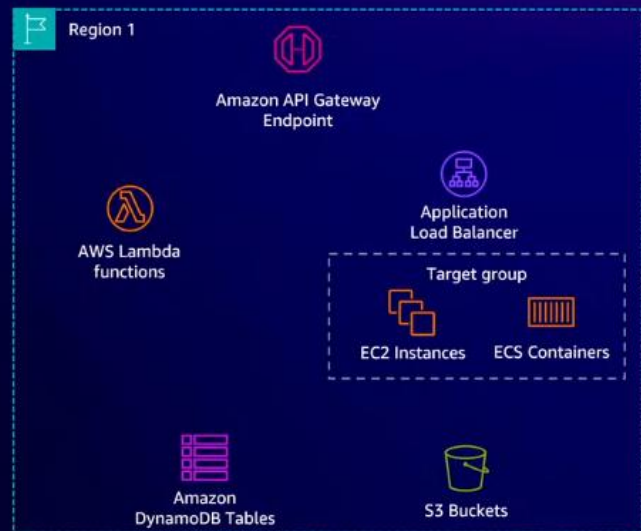 Region 1
Amazon API Gateway
Endpoint
AWS Lambda
functions
Application
Load Balancer
Target group
EC2 Instances
ECS Containers
Amazon
DynamoDB Tables
S3 Buckets